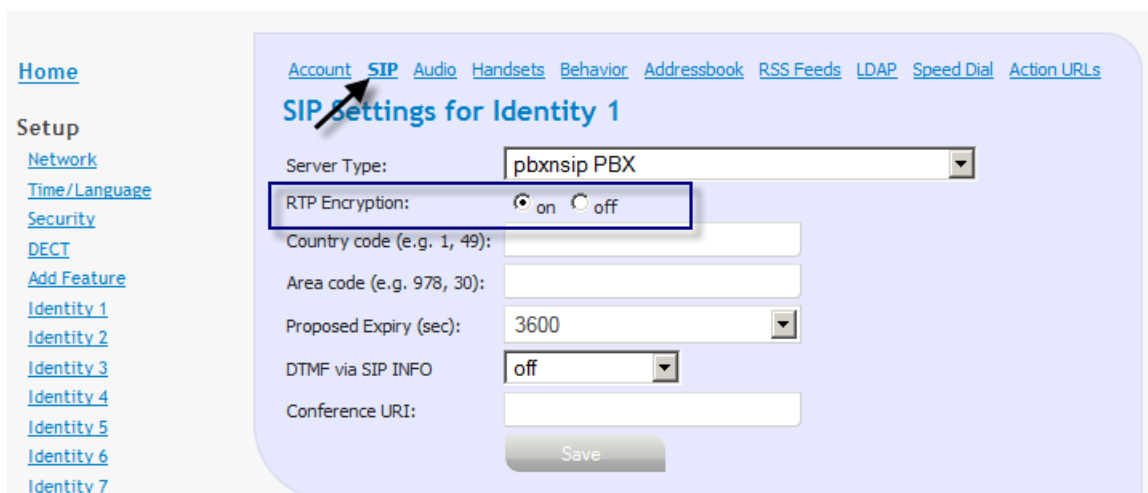 Home
Setup
Network
Time/Language
Security
DECT
Add Feature
Identity 1
Identity 2
Identity 3
Identity 4
Identity 5
Identity 6
Identity 7
Account SIP Audio Handsets Behavior Addressbook RSS Feeds LDAP Speed Dial Action URLs
SIP Settings for Identity 1
Server Type: pbxnsip PBX
RTP Encryption: on off
Country code (e.g. 1, 49):
Area code (e.g. 978, 30):
Proposed Expiry (sec): 3600
DTMF via SIP INFO off
Conference URI:
Save